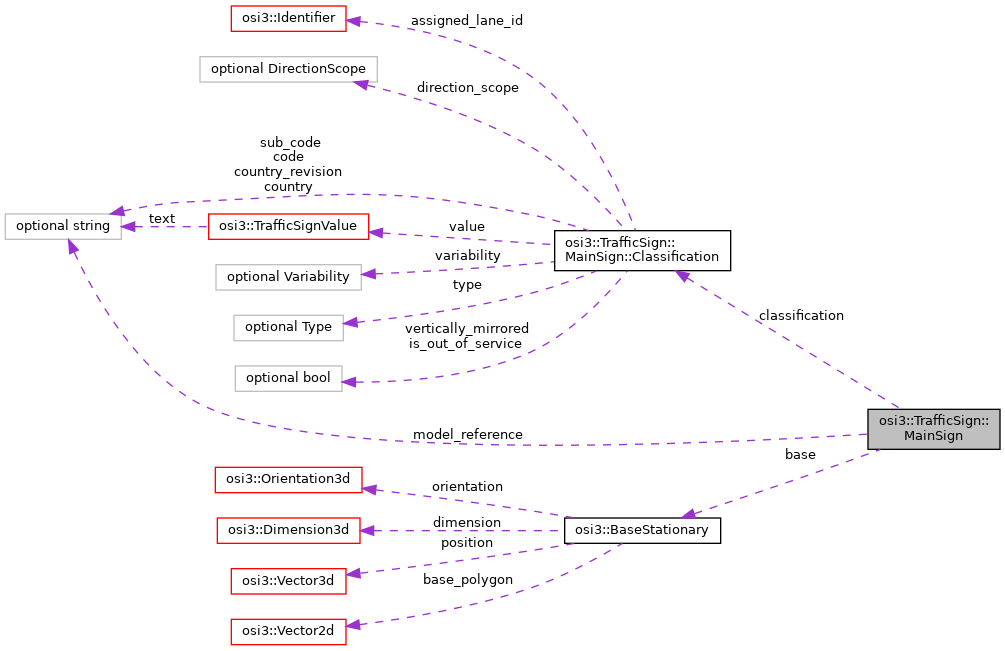 osi3::Identifier
assigned_lane_id
optional DirectionScope
direction_scope
sub_code
code
country_revision
country
optional string
text
osi3::TrafficSignValue
value
osi3::TrafficSign::
MainSign::Classification
variability
optional Variability
type
optional Type
vertically_mirrored
is_out_of_service
optional bool
classification
osi3::TrafficSign::
MainSign
model_reference
base
osi3::Orientation3d
orientation
osi3::Dimension3d
dimension
osi3::BaseStationary
position
osi3::Vector3d
base_polygon
osi3::Vector2d